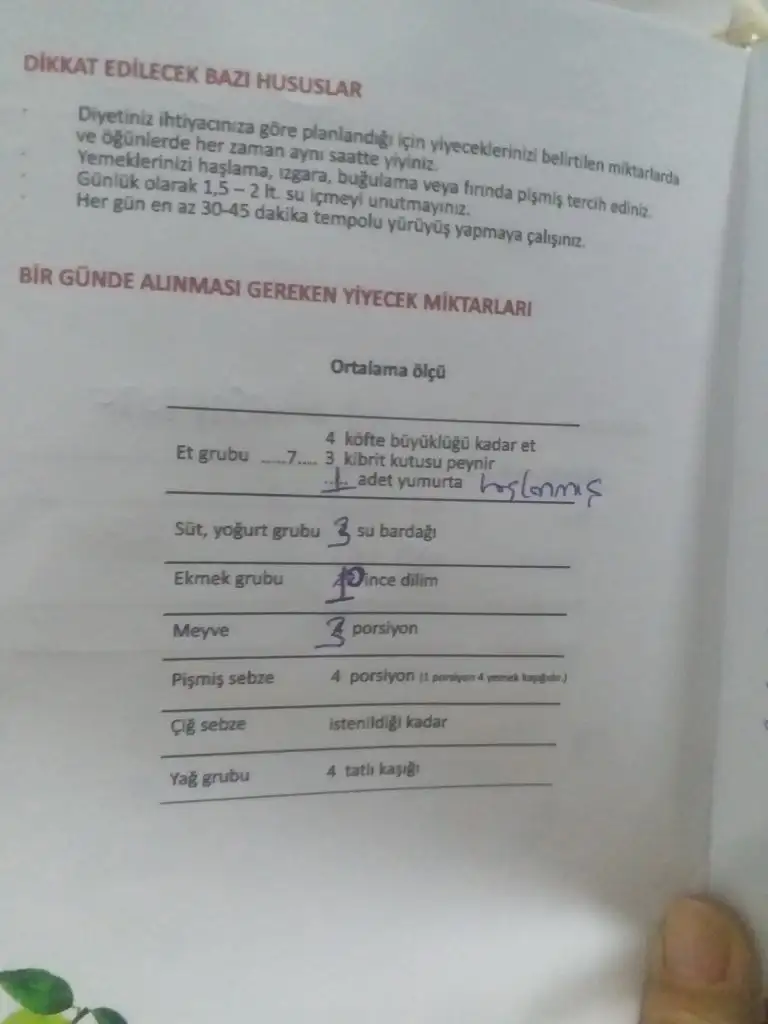 DİKKAT EDİLECEK BAZI HUSUSLAR
- Diyetiniz ihtiyacınıza göre planlandığı için yiyeceklerinizi belirtilen miktarlarda
ve öğünlerde her zaman aynı saatte yiyiniz.
- Yemeklerinizi haşlama, ızgara, buğulama veya fırında pişmiş tercih ediniz.
- Günlük olarak 1,5 – 2 lt. su içmeyi unutmayınız.
- Her gün en az 30-45 dakika tempolu yürüyüş yapmaya çalışınız.
BİR GÜNDE ALINMASI GEREKEN YİYECEK MİKTARLARI
Ortalama ölçü
4 köfte büyüklüğü kadar et
Et grubu .....7.... 3 kibrit kutusu peynir
..1.. adet yumurta haşlanmış
Süt, yoğurt grubu 3 su bardağı
Ekmek grubu 10 ince dilim
Meyve 3 porsiyon
Pişmiş sebze 4 porsiyon (1 porsiyon 4 yemek kaşığıdır.)
Çiğ sebze istenildiği kadar
Yağ grubu 4 tatlı kaşığı